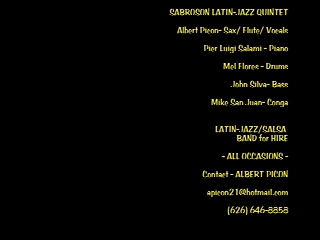 SABROSON LATIN-JAZZ QUINTET
Albert Picon- Sax/ Flute/ Vocals
Pier Luigi Salami - Piano
Mel Flores - Drums
John Silva- Bass
Mike San Juan- Conga
LATIN-JAZZ/SALSA
BAND for HIRE
- ALL OCCASIONS -
Contact - ALBERT PICON
apicon21@hotmail.com
(626) 646-8858